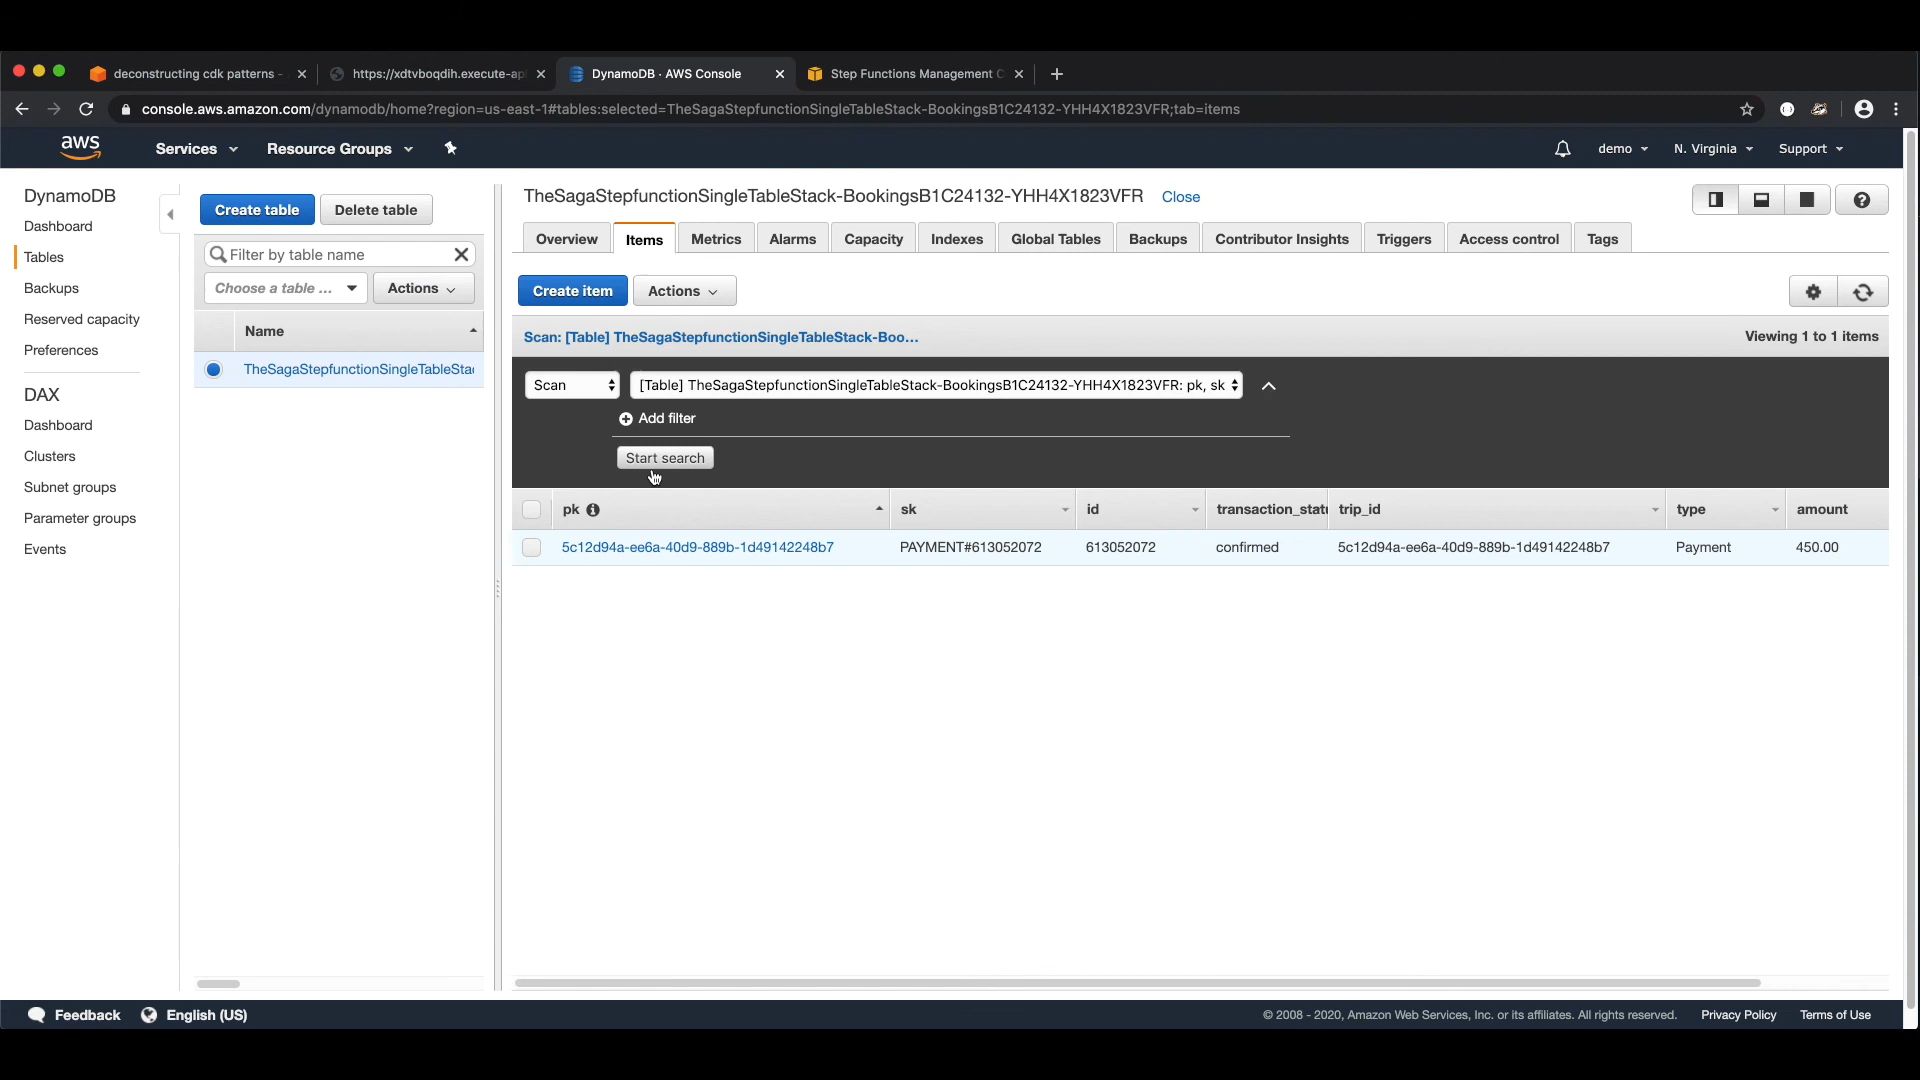 deconstructing cdk patterns -
https://xdtvboqdih.execute-api
DynamoDB · AWS Console
Step Functions Management C
console.aws.amazon.com/dynamodb/home?region=us-east-1#tables:selected=TheSagaStepfunctionSingleTableStack-BookingsB1C24132-YHH4X1823VFR;tab=items
aws
Services
Resource Groups
demo
N. Virginia
Support
DynamoDB
Dashboard
Tables
Backups
Reserved capacity
Preferences
DAX
Dashboard
Clusters
Subnet groups
Parameter groups
Events
Create table
Delete table
Filter by table name
Choose a table ...
Actions
Name
TheSagaStepfunctionSingleTableSta
TheSagaStepfunctionSingleTableStack-BookingsB1C24132-YHH4X1823VFR Close
Overview
Items
Metrics
Alarms
Capacity
Indexes
Global Tables
Backups
Contributor Insights
Triggers
Access control
Tags
Create item
Actions
Scan: [Table] TheSagaStepfunctionSingleTableStack-Boo...
Viewing 1 to 1 items
Scan
[Table] TheSagaStepfunctionSingleTableStack-BookingsB1C24132-YHH4X1823VFR: pk, sk
Add filter
Start search
pk sk id transaction_stat trip_id type amount
5c12d94a-ee6a-40d9-889b-1d49142248b7 PAYMENT#613052072 613052072 confirmed 5c12d94a-ee6a-40d9-889b-1d49142248b7 Payment 450.00
Feedback
English (US)
© 2008 - 2020, Amazon Web Services, Inc. or its affiliates. All rights reserved.
Privacy Policy
Terms of Use